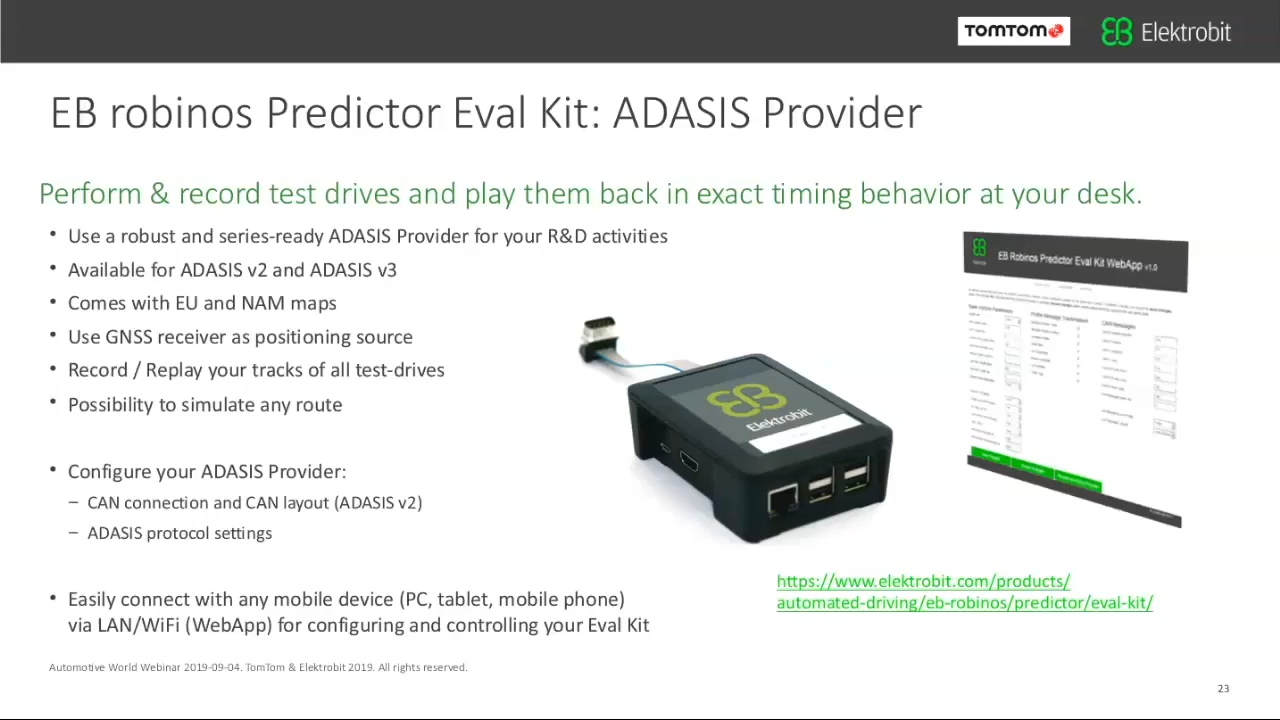 TOMTOM
EB Elektrobit
EB robinos Predictor Eval Kit: ADASIS Provider
Perform & record test drives and play them back in exact timing behavior at your desk.
• Use a robust and series-ready ADASIS Provider for your R&D activities
• Available for ADASIS v2 and ADASIS v3
• Comes with EU and NAM maps
• Use GNSS receiver as positioning source
• Record / Replay your tracks of all test-drives
• Possibility to simulate any route
• Configure your ADASIS Provider:
– CAN connection and CAN layout (ADASIS v2)
– ADASIS protocol settings
• Easily connect with any mobile device (PC, tablet, mobile phone)
via LAN/WiFi (WebApp) for configuring and controlling your Eval Kit
EB
Elektrobit
EB Robinos Predictor Eval Kit WebApp v1.0
CAN Messages
https://www.elektrobit.com/products/
automated-driving/eb-robinos/predictor/eval-kit/
Automotive World Webinar 2019-09-04. TomTom & Elektrobit 2019. All rights reserved.
23